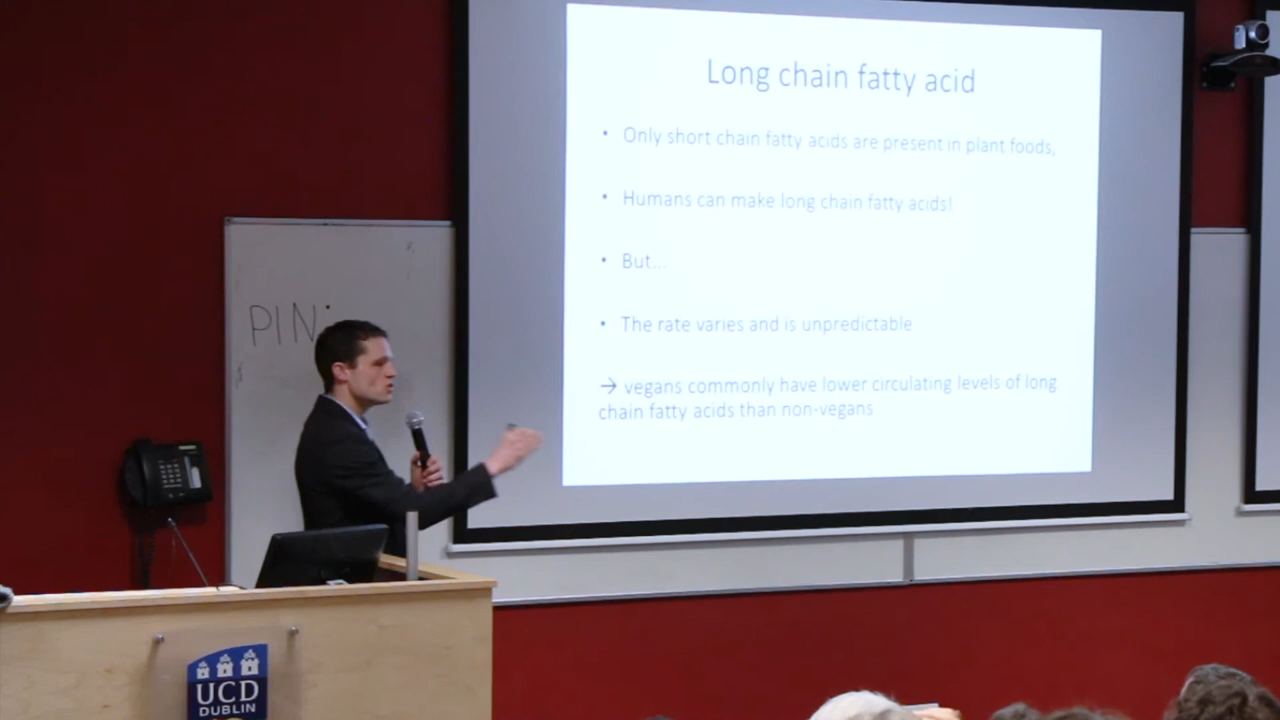 Long chain fatty acid
• Only short chain fatty acids are present in plant foods,
• Humans can make long chain fatty acids!
• But...
• The rate varies and is unpredictable
→ vegans commonly have lower circulating levels of long
chain fatty acids than non-vegans
PIN:
UCD
DUBLIN